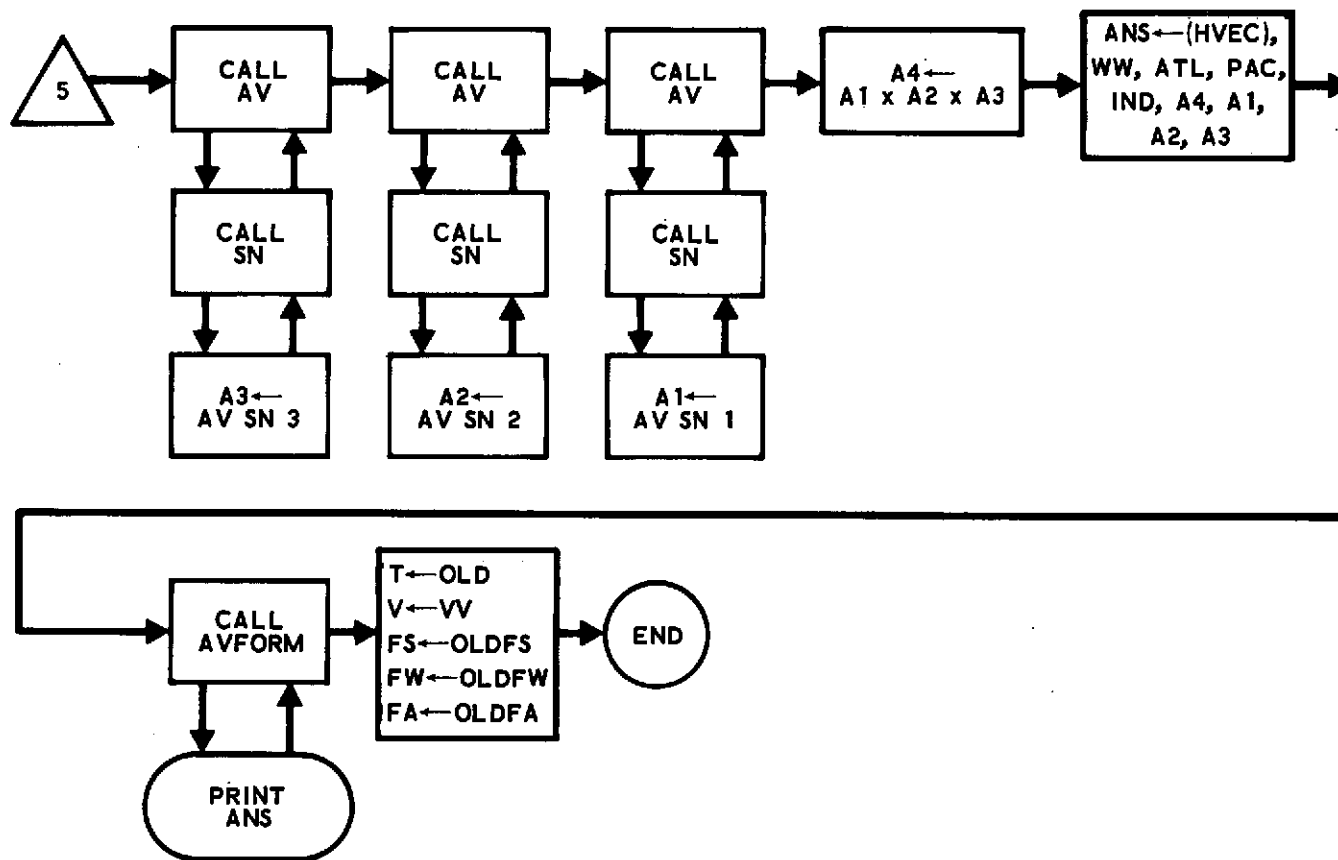 5
CALL
AV
CALL
AV
CALL
AV
A4←
A1 x A2 x A3
ANS←(HVEC),
WW, ATL, PAC,
IND, A4, A1,
A2, A3
CALL
SN
CALL
SN
CALL
SN
A3←
AV SN 3
A2←
AV SN 2
A1←
AV SN 1
CALL
AVFORM
T←OLD
V←VV
FS←OLDFS
FW←OLDFW
FA←OLDFA
END
PRINT
ANS